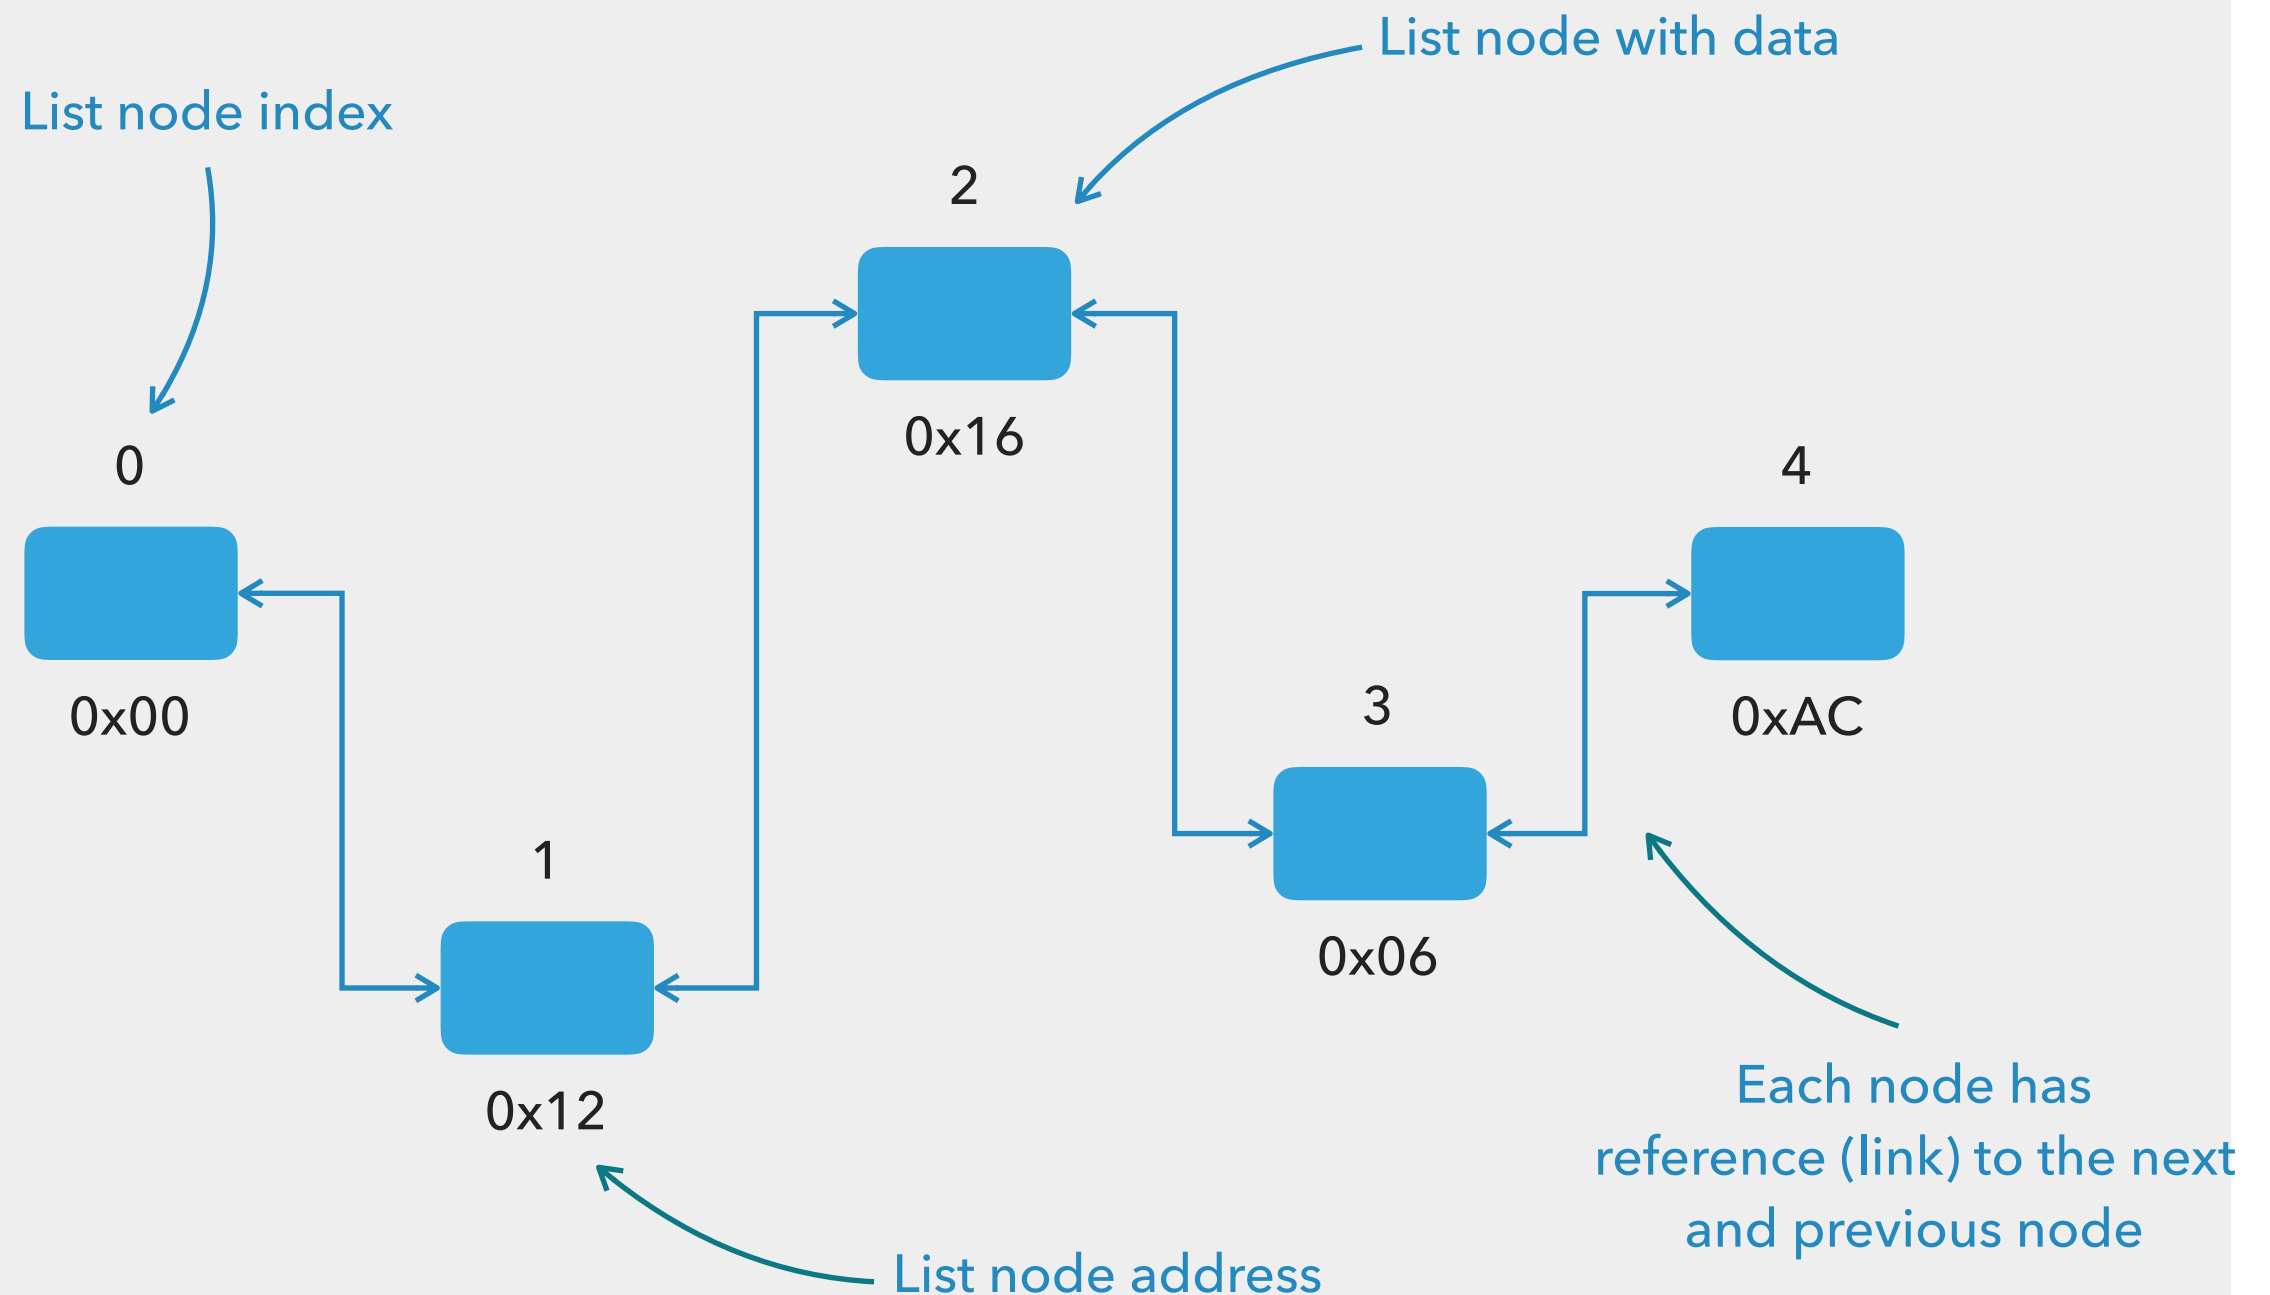 List node with data
List node index
2
0x16
0
4
0x00
0xAC
3
1
0x06
0x12
Each node has
reference (link) to the next
and previous node
List node address